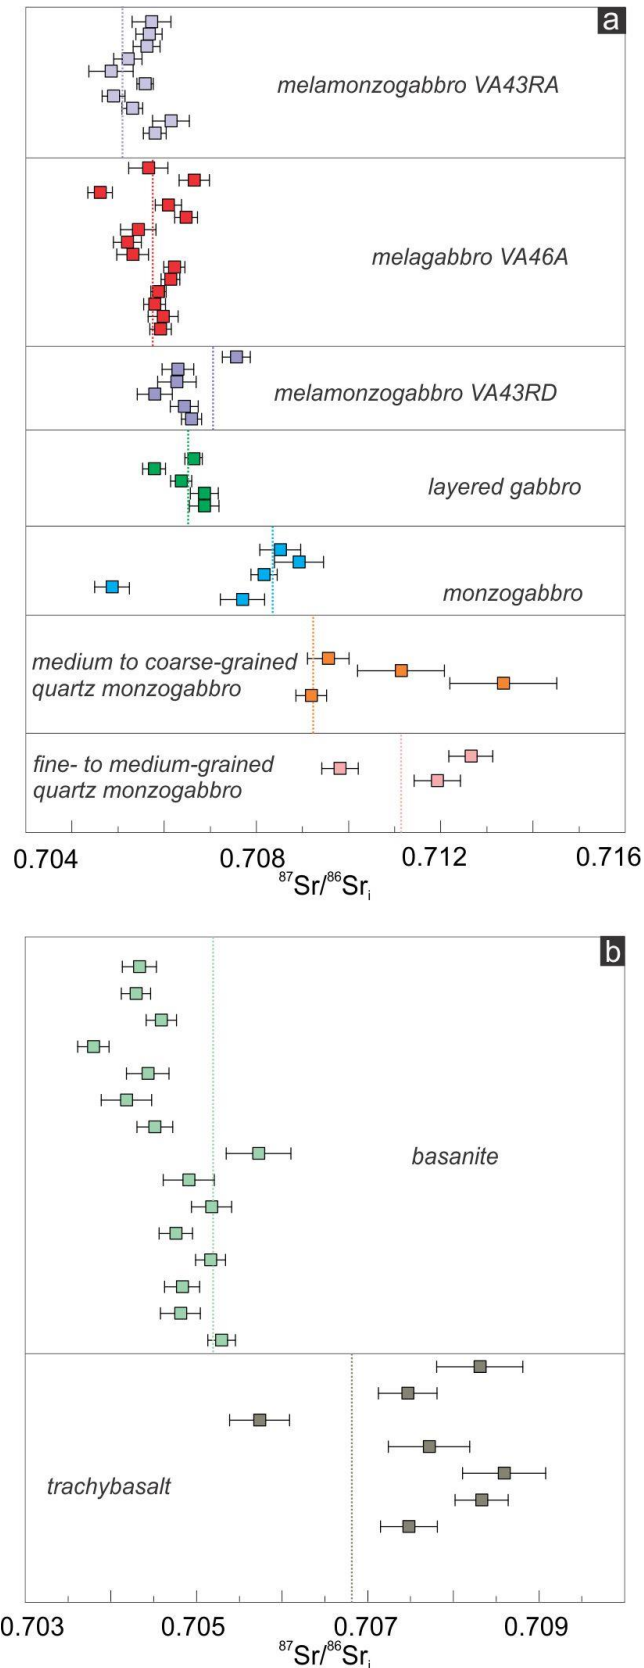 a
melamonzogabbro VA43RA
melagabbro VA46A
melamonzogabbro VA43RD
layered gabbro
monzogabbro
medium to coarse-grained
quartz monzogabbro
fine- to medium-grained
quartz monzogabbro
0.704 0.708 0.712 0.716
⁸⁷Sr/⁸⁶Srᵢ
b
basanite
trachybasalt
0.703 0.705 0.707 0.709
⁸⁷Sr/⁸⁶Srᵢ